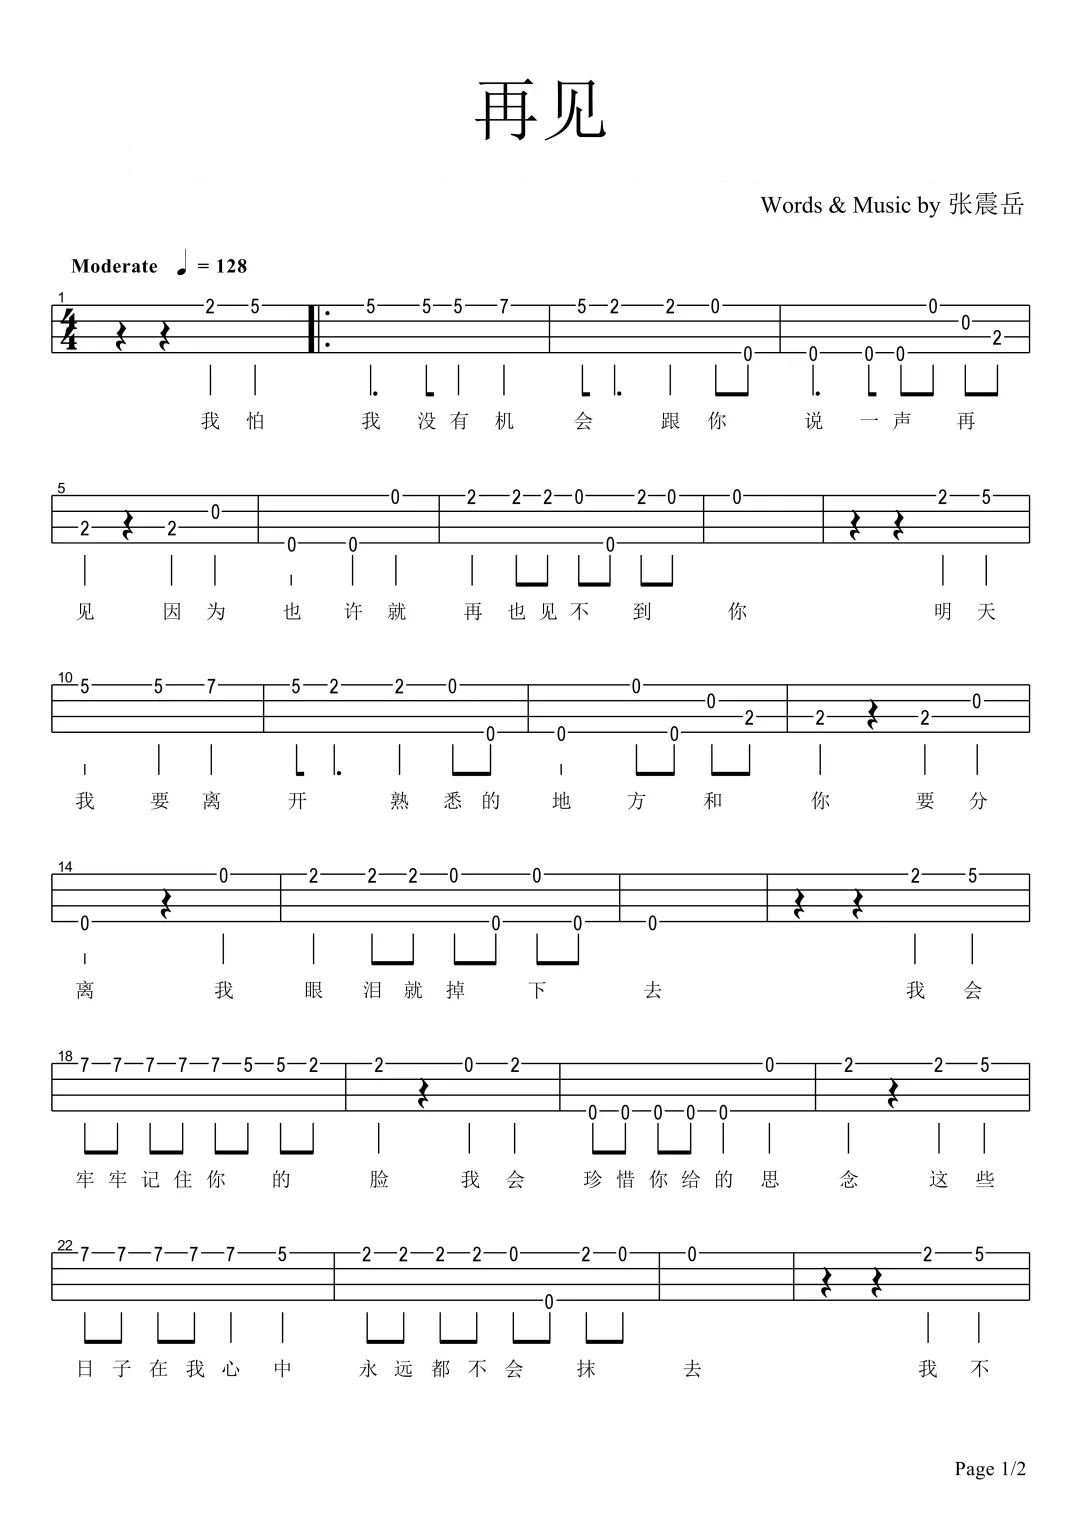 再见
Words & Music by 张震岳
Moderate ♩ = 128
1
4/4
2 5 5 5 5 7 5 2 2 0 0 0 0 0 0 0 2
我 怕 我 没 有 机 会 跟 你 说 一 声 再
5
2 2 0 0 0 0 2 2 2 0 0 2 0 0 2 5
见 因 为 也 许 就 再 也 见 不 到 你 明 天
10
5 5 7 5 2 2 0 0 0 0 0 0 2 2 2 0
我 要 离 开 熟 悉 的 地 方 和 你 要 分
14
0 0 2 2 2 0 0 0 0 0 2 5
离 我 眼 泪 就 掉 下 去 我 会
18
7 7 7 7 7 5 5 2 2 0 2 0 0 0 0 0 0 2 2 5
牢 牢 记 住 你 的 脸 我 会 珍 惜 你 给 的 思 念 这 些
22
7 7 7 7 7 5 2 2 2 2 0 0 2 0 0 2 5
日 子 在 我 心 中 永 远 都 不 会 抹 去 我 不
Page 1/2